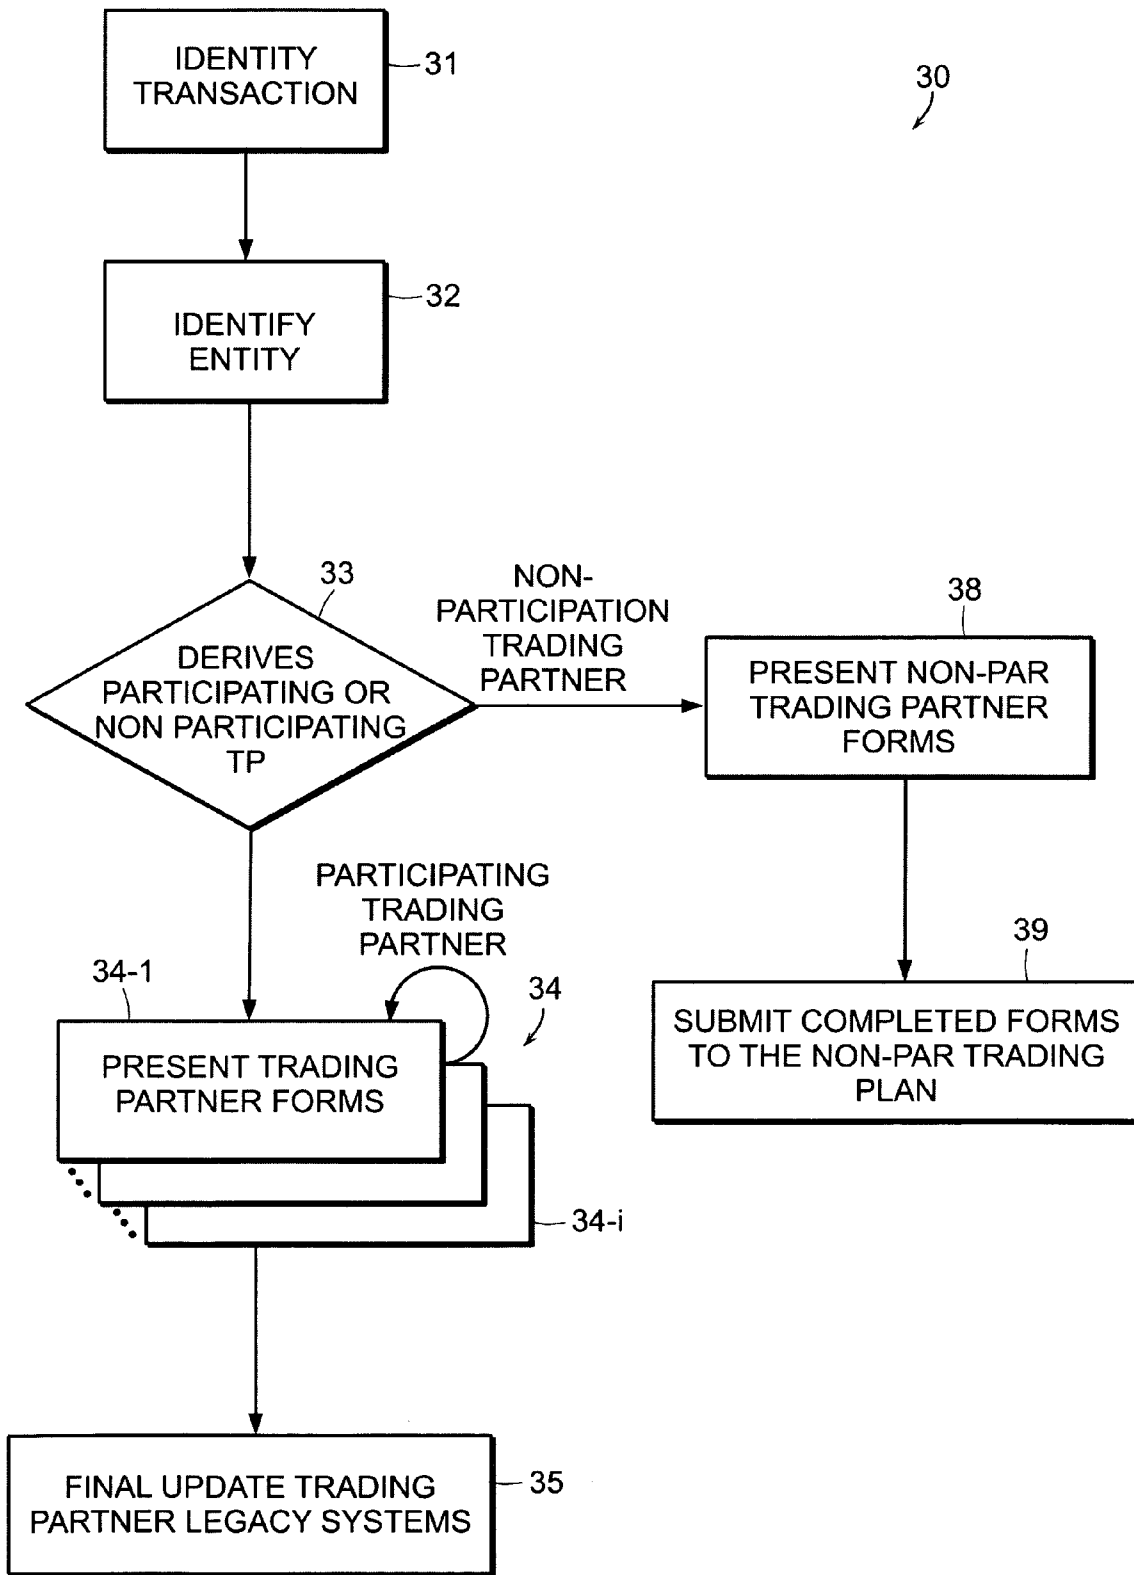 IDENTITY
TRANSACTION
31
30
IDENTIFY
ENTITY
32
33
DERIVES
PARTICIPATING OR
NON PARTICIPATING
TP
NON-
PARTICIPATION
TRADING
PARTNER
38
PRESENT NON-PAR
TRADING PARTNER
FORMS
39
SUBMIT COMPLETED FORMS
TO THE NON-PAR TRADING
PLAN
PARTICIPATING
TRADING
PARTNER
34-1
34
PRESENT TRADING
PARTNER FORMS
34-i
FINAL UPDATE TRADING
PARTNER LEGACY SYSTEMS
35